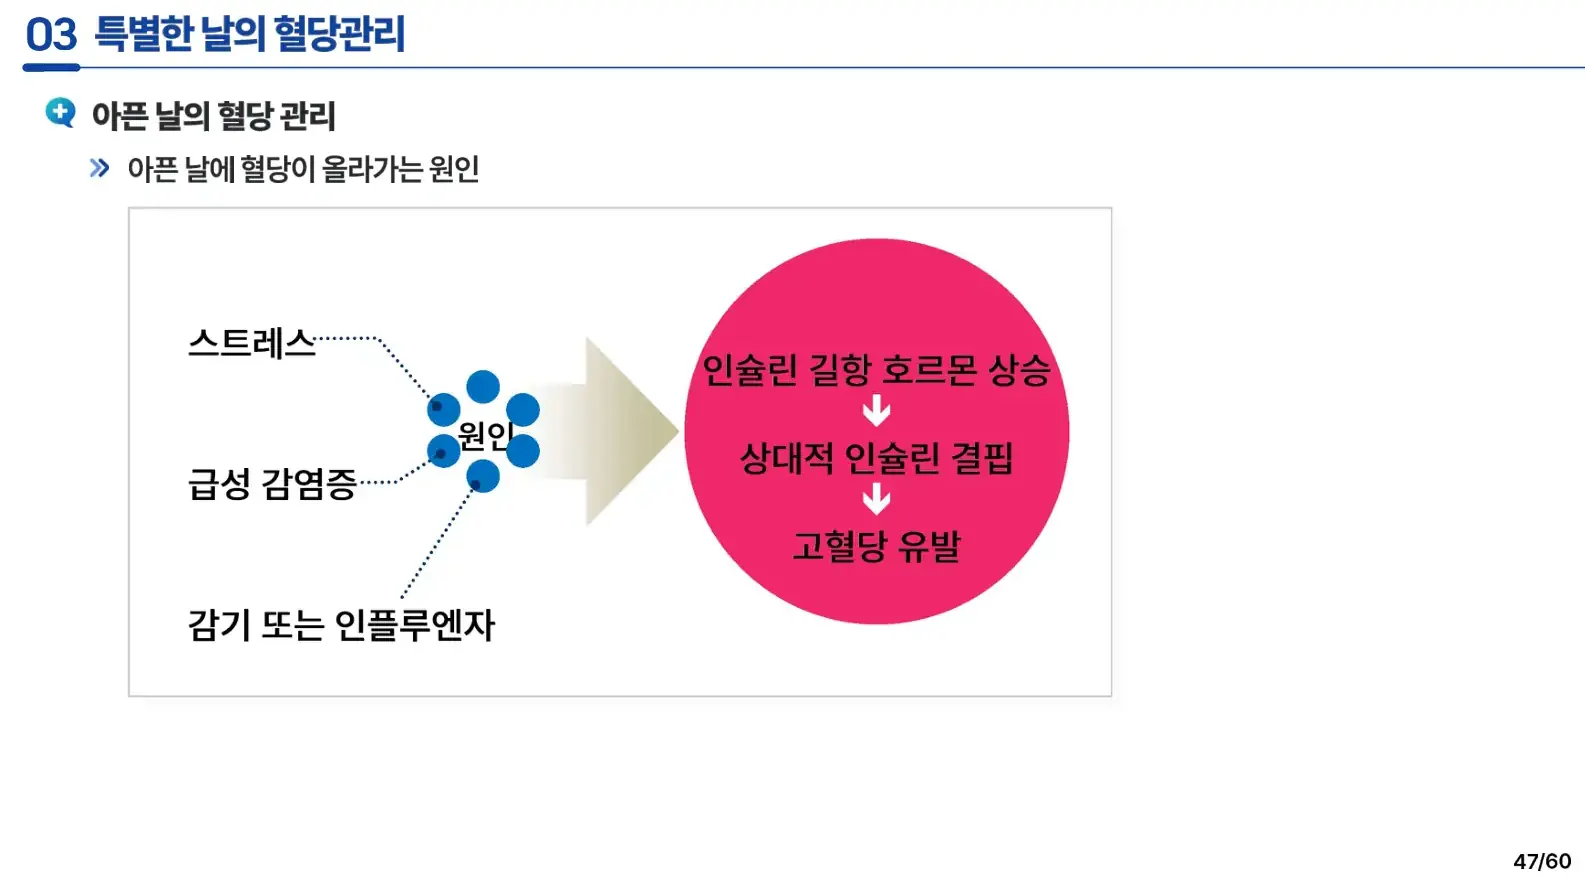 03 특별한 날의 혈당관리
아픈 날의 혈당 관리
아픈 날에 혈당이 올라가는 원인
스트레스
급성 감염증
감기 또는 인플루엔자
원인
인슐린 길항 호르몬 상승
상대적 인슐린 결핍
고혈당 유발
47/60